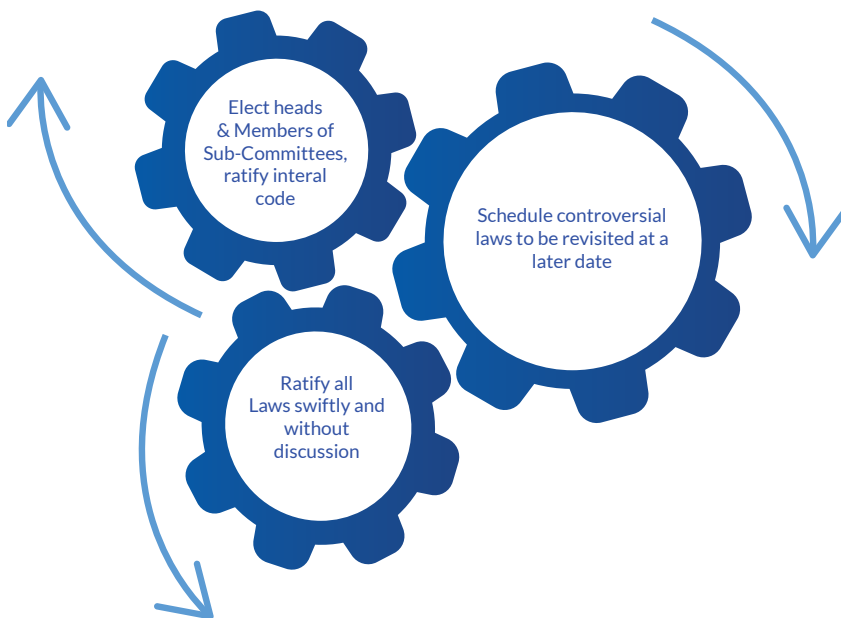 Elect heads
& Members of
Sub-Committees,
ratify interal
code
Schedule controversial
laws to be revisited at a
later date
Ratify all
Laws swiftly and
without
discussion